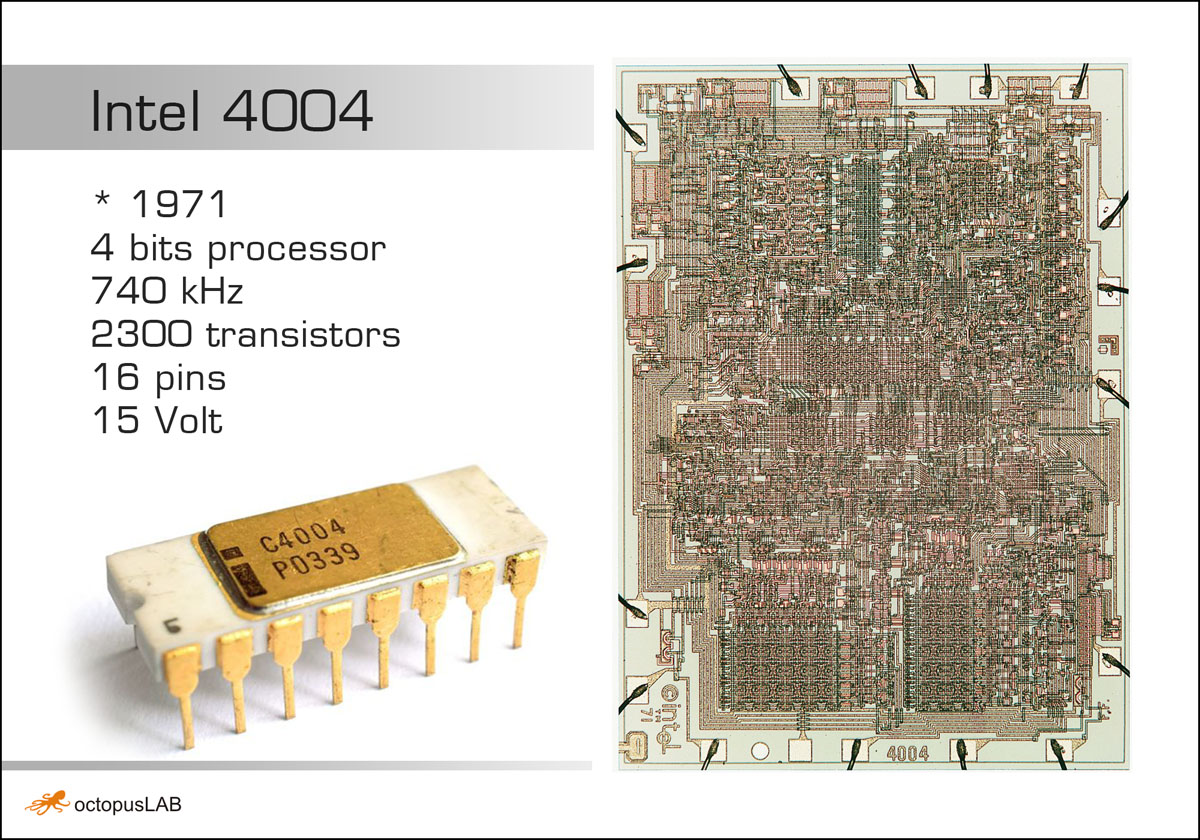 Intel 4004
* 1971
4 bits processor
740 kHz
2300 transistors
16 pins
15 Volt
C4004
P0339
octopusLAB
4004